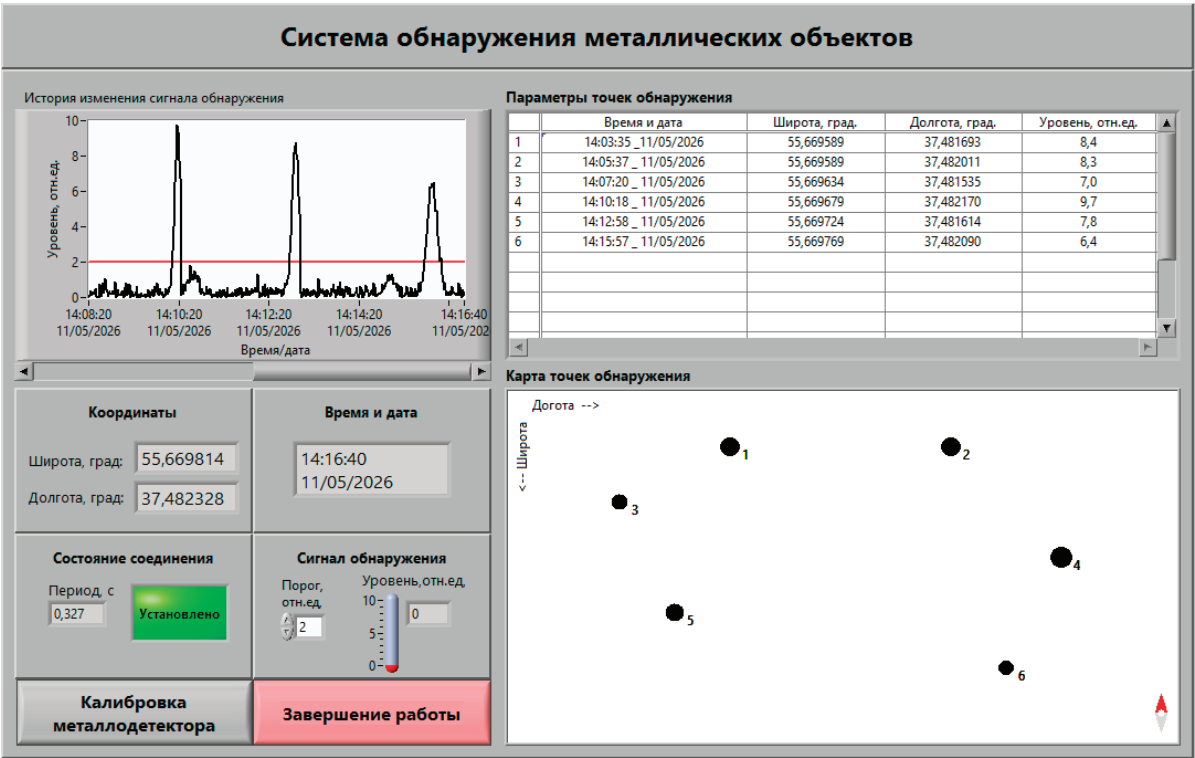 Система обнаружения металлических объектов
История изменения сигнала обнаружения
Уровень, отн.ед.
10
8
6
4
2
0
14:08:20 14:10:20 14:12:20 14:14:20 14:16:40
11/05/2026 11/05/2026 11/05/2026 11/05/2026 11/05/202
Время/дата
Параметры точек обнаружения
Время и дата Широта, град. Долгота, град. Уровень, отн.ед.
1 14:03:35 _11/05/2026 55,669589 37,481693 8,4
2 14:05:37 _ 11/05/2026 55,669589 37,482011 8,3
3 14:07:20 _ 11/05/2026 55,669634 37,481535 7,0
4 14:10:18 _ 11/05/2026 55,669679 37,482170 9,7
5 14:12:58 _ 11/05/2026 55,669724 37,481614 7,8
6 14:15:57 _ 11/05/2026 55,669769 37,482090 6,4
Координаты
Широта, град: 55,669814
Долгота, град: 37,482328
Время и дата
14:16:40
11/05/2026
Состояние соединения
Период, с
0,327
Установлено
Сигнал обнаружения
Порог,
отн.ед,
2
Уровень,отн.ед,
10
5
0
0
Калибровка
металлодетектора
Завершение работы
Карта точек обнаружения
Догота -->
<-- Широта
1
2
3
4
5
6